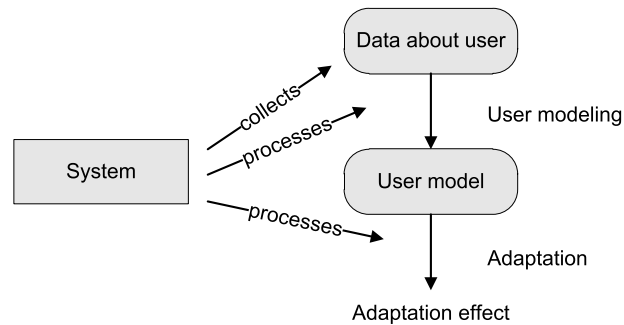 Data about user
collects
User modeling
processes
System
User model
processes
Adaptation
Adaptation effect